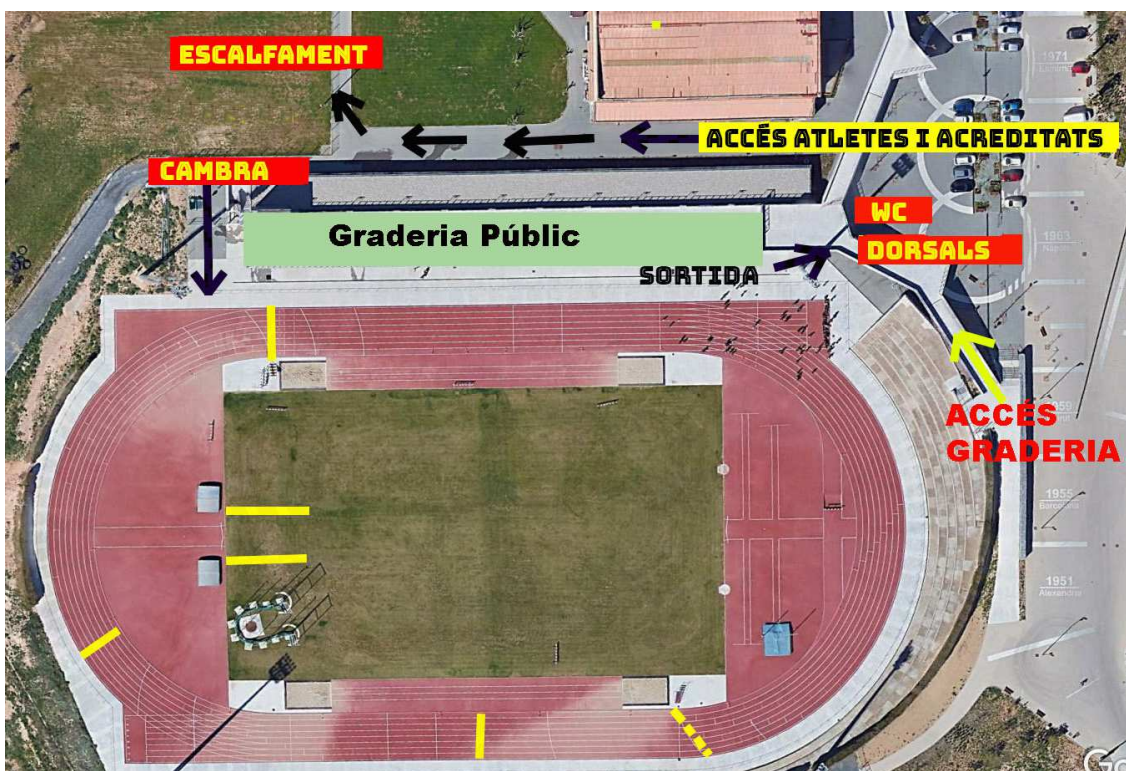 ESCALFAMENT
1971
ACCÉS ATLETES I ACREDITATS
CAMBRA
WC
Graderia Públic
1963
DORSALS
SORTIDA
1959
ACCÉS
GRADERIA
1955
Barcelona
1951
Alexandria
Go